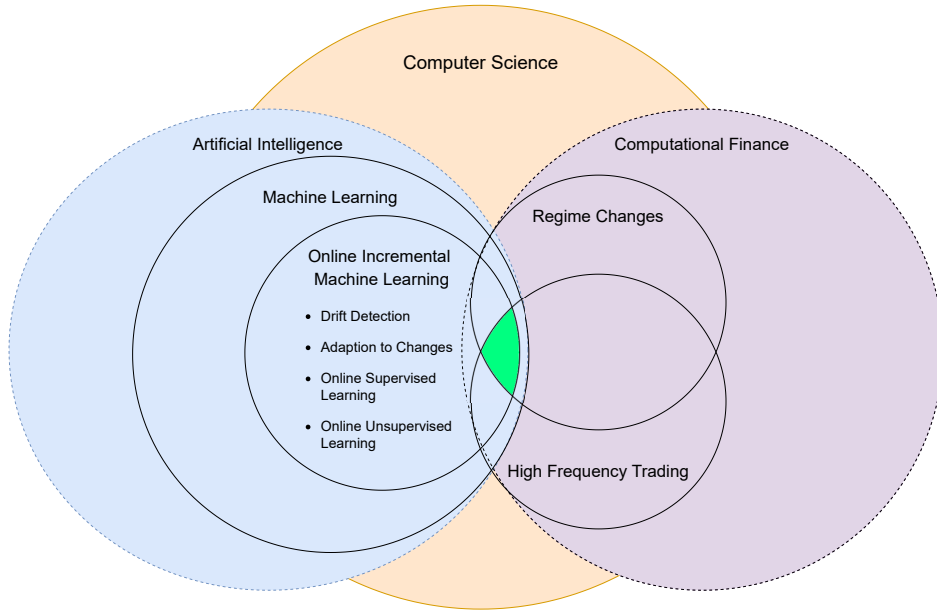 Computer Science
Artificial Intelligence
Computational Finance
Machine Learning
Regime Changes
Online Incremental
Machine Learning
Drift Detection
Adaption to Changes
Online Supervised
Learning
Online Unsupervised
Learning
High Frequency Trading